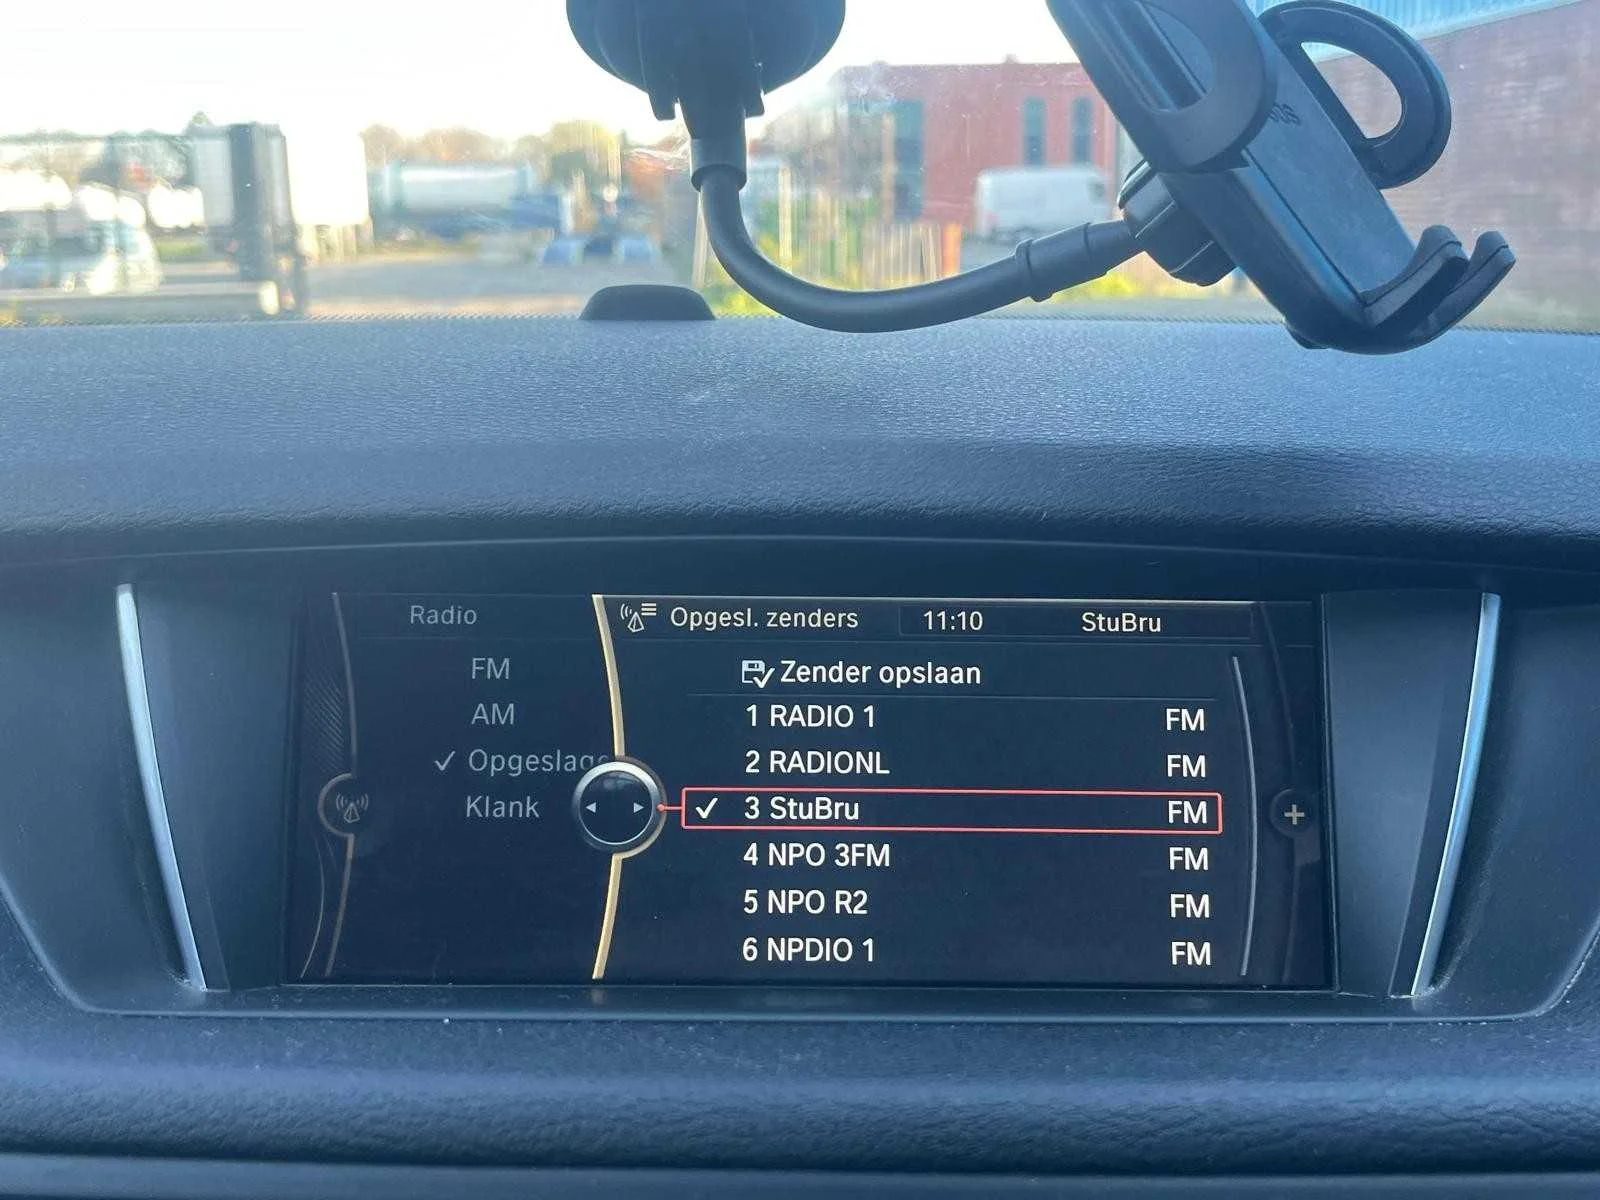 Radio
Opgesl. zenders 11:10 StuBru
FM
AM
Opgeslage
Klank
Zender opslaan
1 RADIO 1 FM
2 RADIONL FM
3 StuBru FM
4 NPO 3FM FM
5 NPO R2 FM
6 NPDIO 1 FM